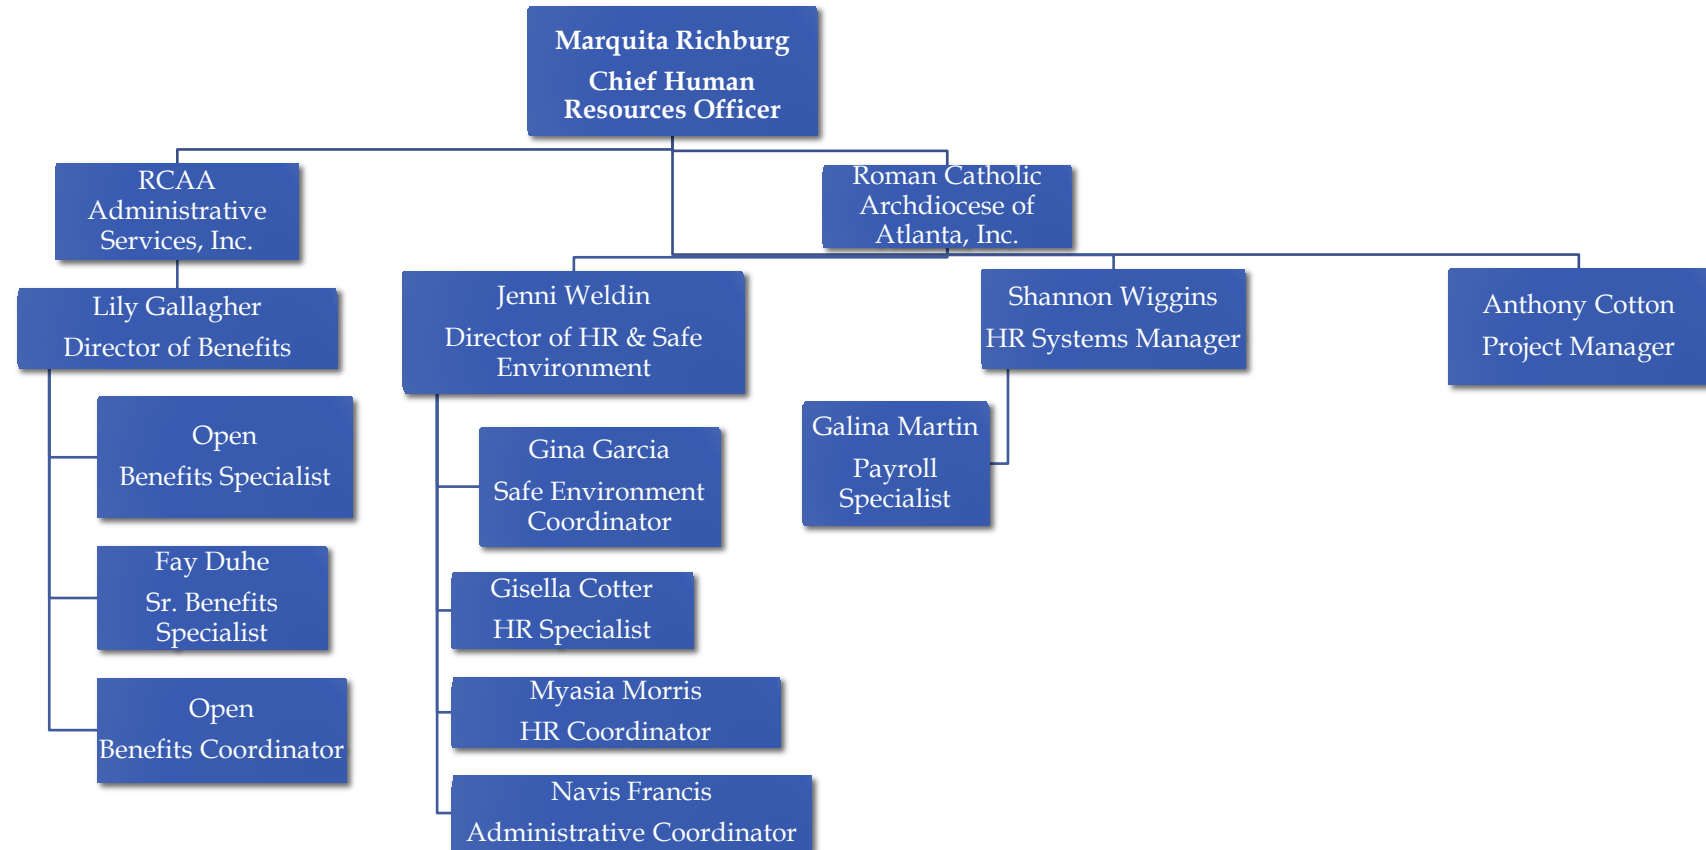 Marquita Richburg
Chief Human
Resources Officer
RCAA
Administrative
Services, Inc.
Roman Catholic
Archdiocese of
Atlanta, Inc.
Lily Gallagher
Director of Benefits
Jenni Weldin
Director of HR & Safe
Environment
Shannon Wiggins
HR Systems Manager
Anthony Cotton
Project Manager
Open
Benefits Specialist
Fay Duhe
Sr. Benefits
Specialist
Open
Benefits Coordinator
Gina Garcia
Safe Environment
Coordinator
Gisella Cotter
HR Specialist
Myasia Morris
HR Coordinator
Navis Francis
Administrative Coordinator
Galina Martin
Payroll
Specialist